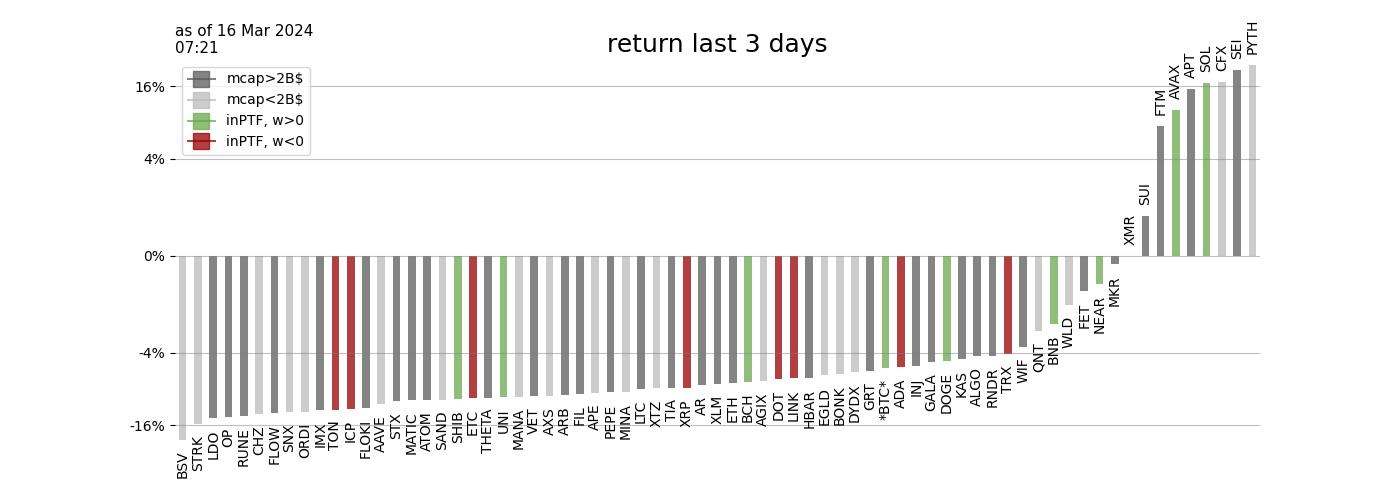 as of 16 Mar 2024
07:21
return last 3 days
mcap>2B$
mcap<2B$
inPTF, w>0
inPTF, w<0
16%
4%
0%
-4%
-16%
BSV
STRK
LDO
OP
RUNE
CHZ
FLOW
SNX
ORDI
IMX
TON
ICP
FLOKI
AAVE
STX
MATIC
ATOM
SAND
SHIB
ETC
THETA
UNI
MANA
VET
AXS
ARB
FIL
APE
PEPE
MINA
LTC
XTZ
TIA
XRP
AR
XLM
ETH
BCH
AGIX
DOT
LINK
HBAR
EGLD
BONK
DYDX
GRT
*BTC*
ADA
INJ
GALA
DOGE
KAS
ALGO
RNDR
TRX
WIF
QNT
BNB
WLD
FET
NEAR
MKR
XMR
SUI
FTM
AVAX
APT
SOL
CFX
SEI
PYTH